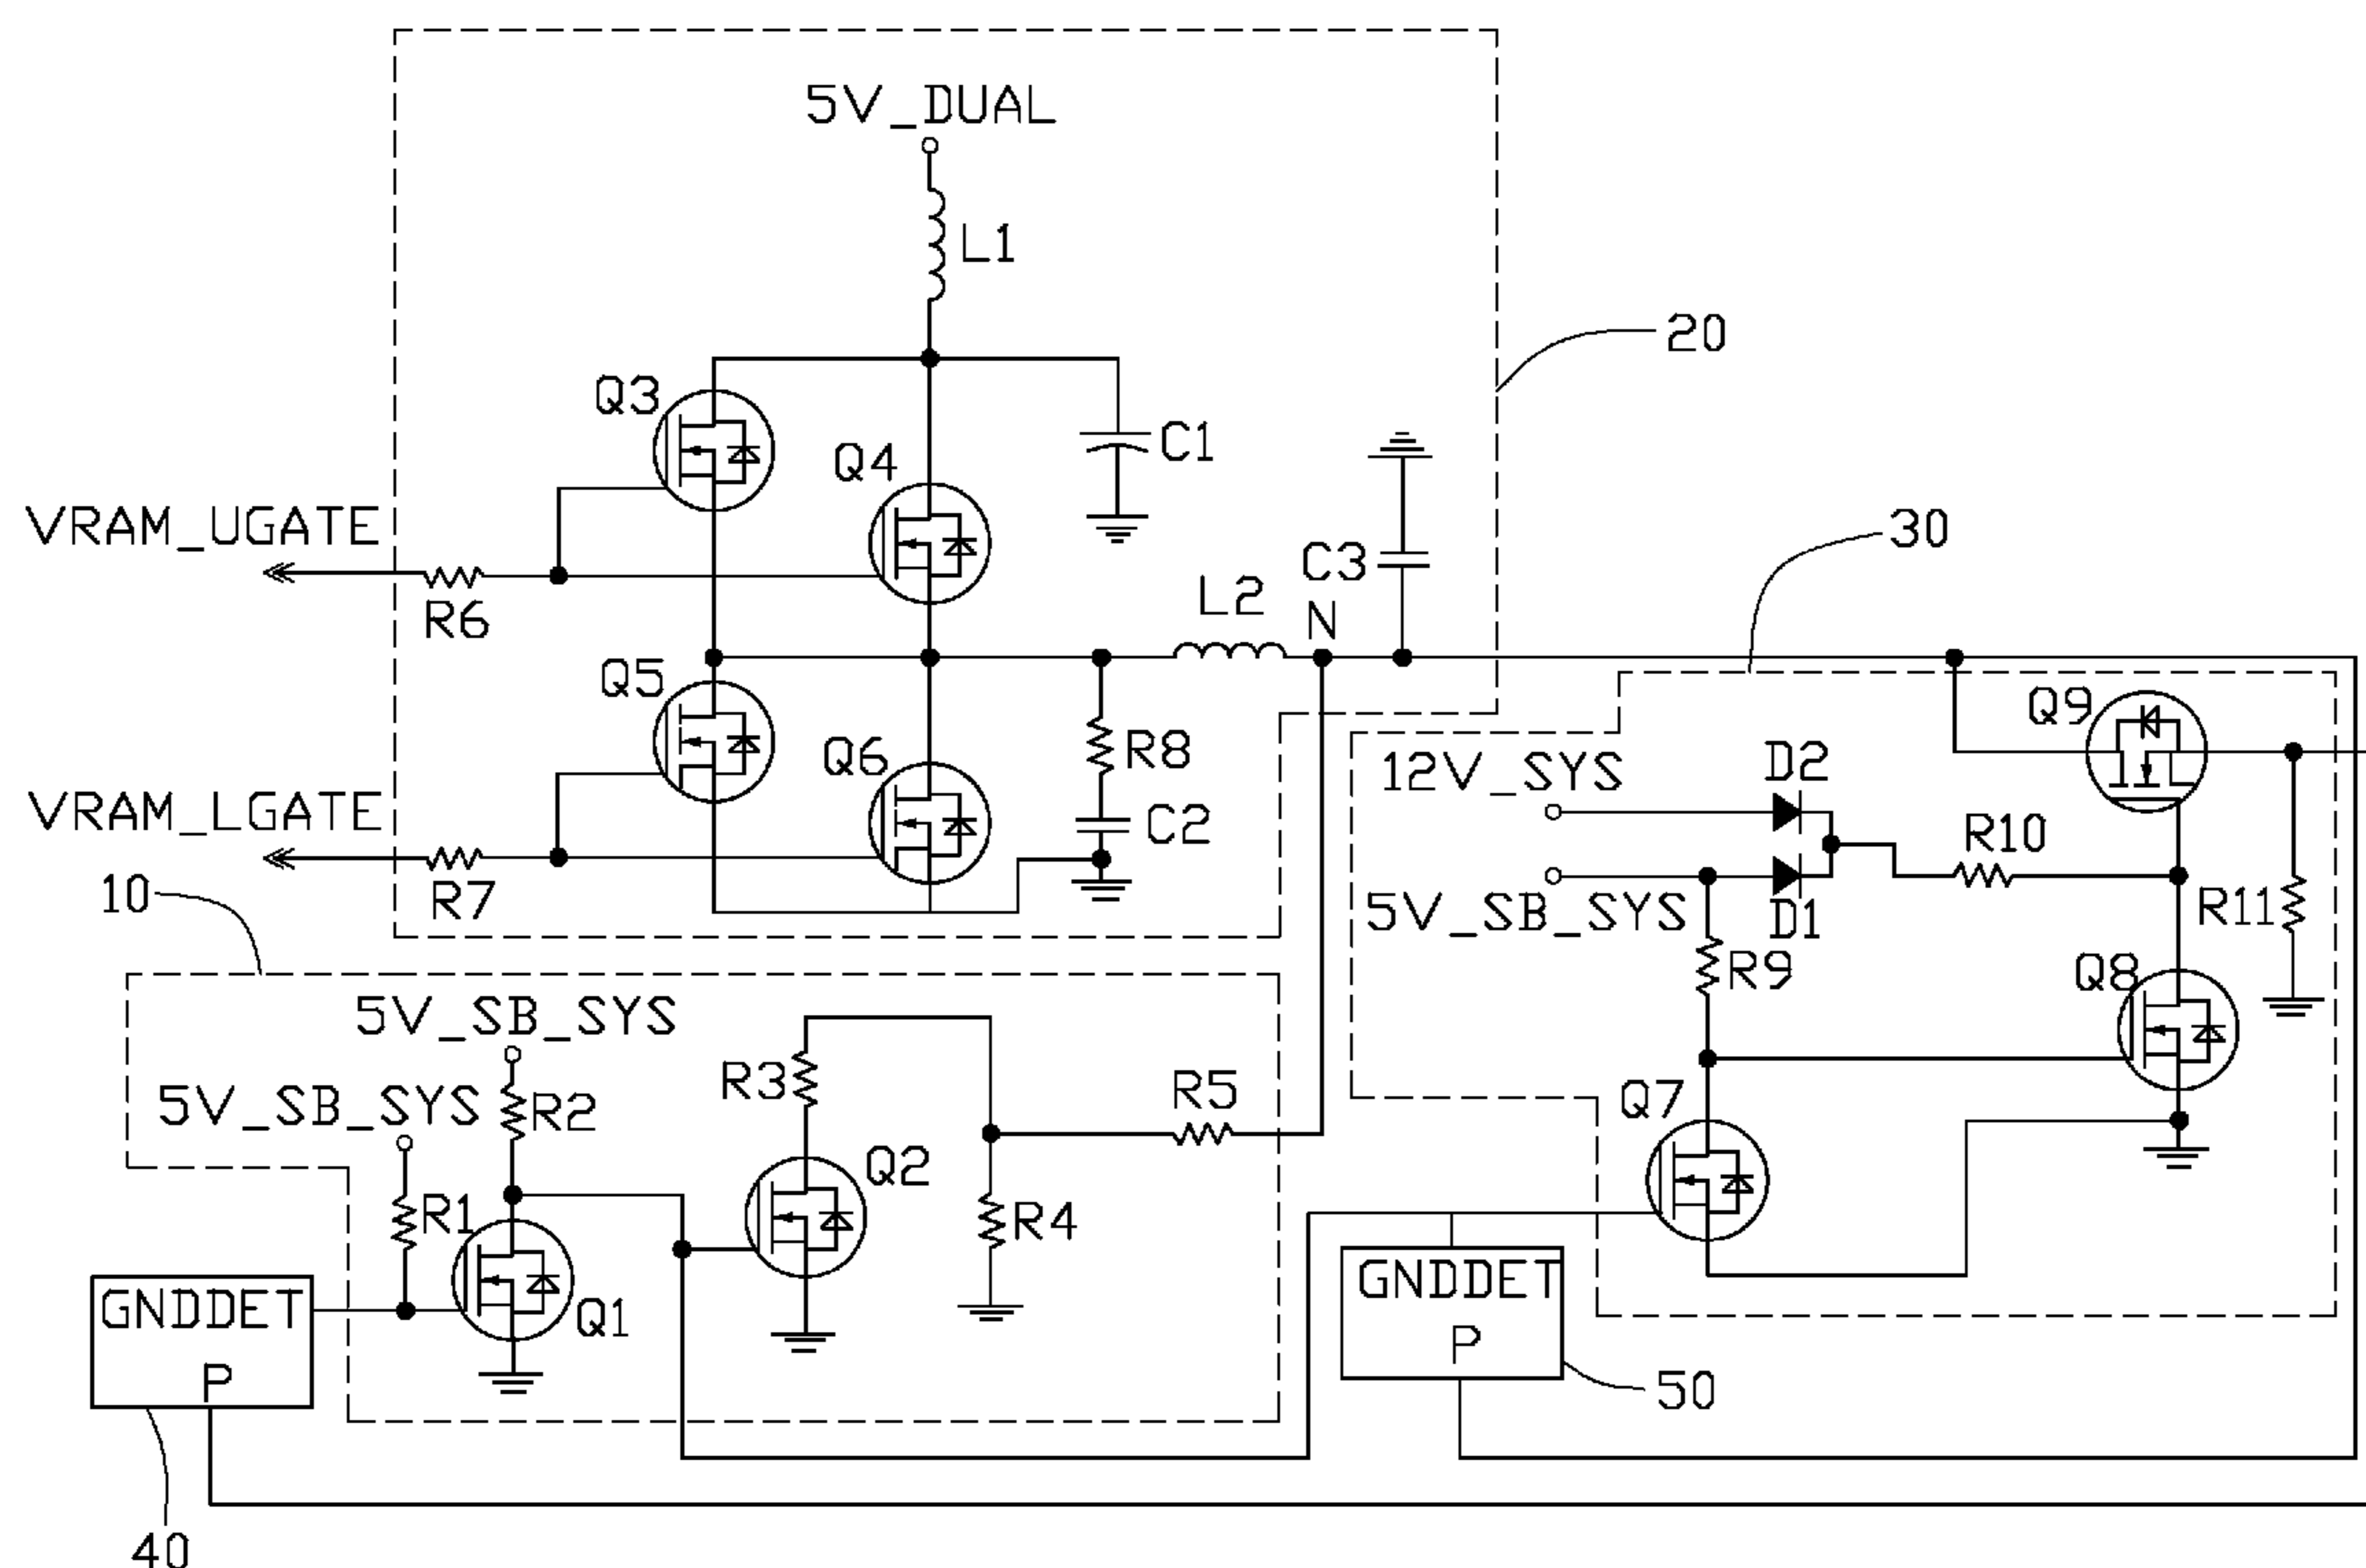 5V_DUAL
L1
20
Q3
C1
Q4
VRAM_UGATE
30
C3
L2
N
R6
Q5
Q9
R8
Q6
D2
12V_SYS
VRAM_LGATE
C2
R10
R7
10
5V_SB_SYS
D1
R11
R9
Q8
5V_SB_SYS
R3
R5
Q7
5V_SB_SYS
R2
Q2
R1
R4
GNDDET
P
Q1
GNDDET
P
50
40